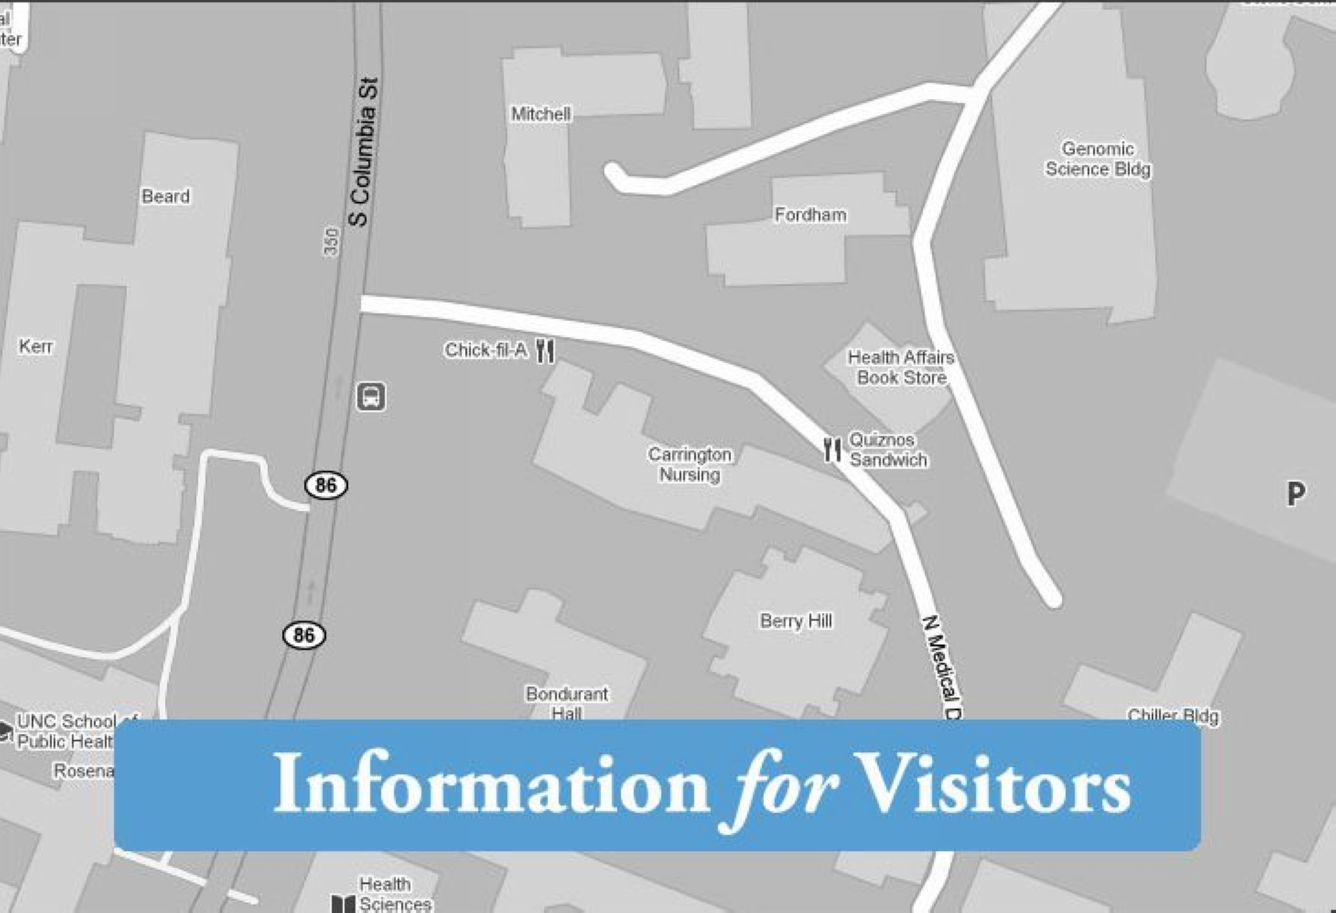 S Columbia St
350
Mitchell
Genomic
Science Bldg
Beard
Fordham
Kerr
Chick-fil-A
Health Affairs
Book Store
Quiznos
Sandwich
Carrington
Nursing
P
86
86
Berry Hill
N Medical D
Bondurant
Hall
Chiller Bldg
UNC School of
Public Healt
Rosena
Information for Visitors
Health
Sciences